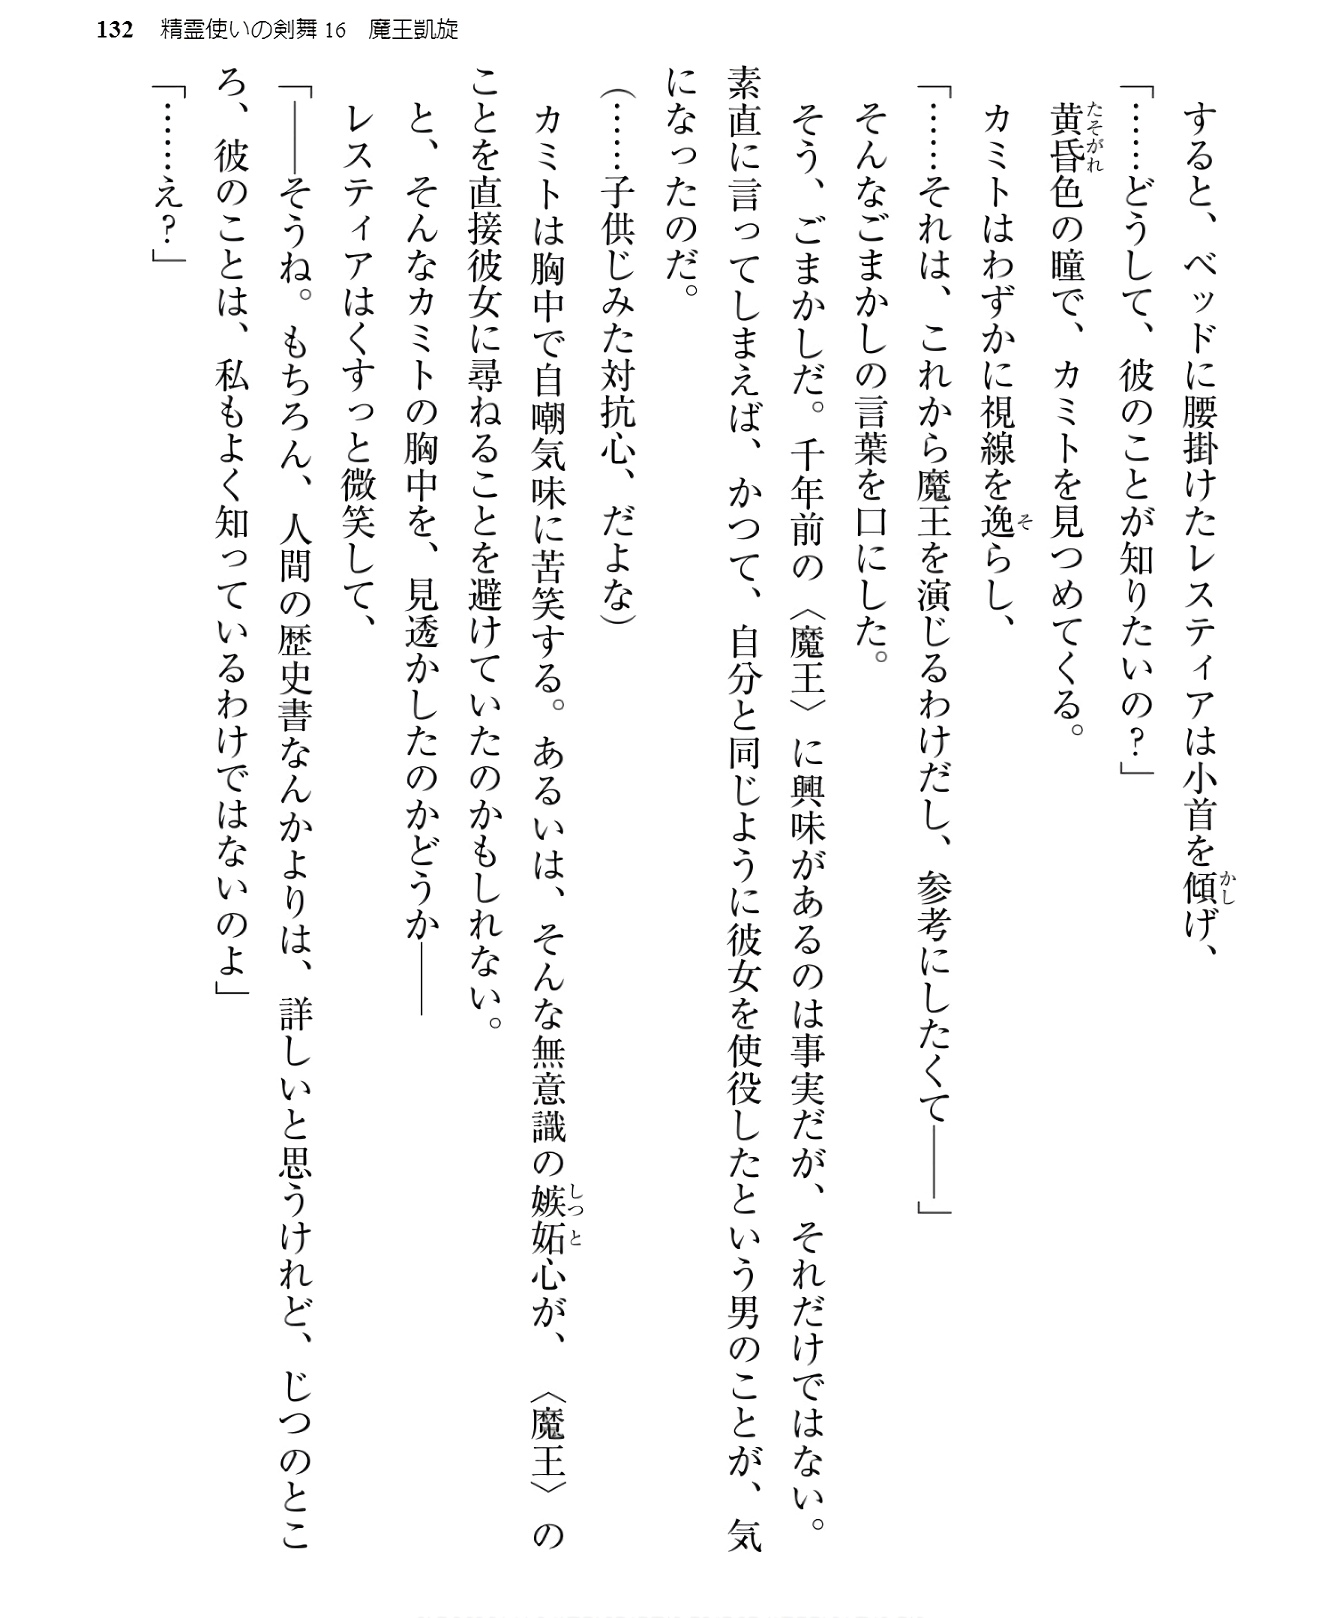 132 精霊使いの剣舞16 魔王凱旋
すると、ベッドに腰掛けたレスティアは小首を傾げ、
「……どうして、彼のことが知りたいの？」
黄昏色の瞳で、カミトを見つめてくる。
カミトはわずかに視線を逸らし、
「……それは、これから魔王を演じるわけだし、参考にしたくて――」
そんなごまかしの言葉を口にした。
そう、ごまかしだ。千年前の〈魔王〉に興味があるのは事実だが、それだけではない。
素直に言ってしまえば、かつて、自分と同じように彼女を使役したという男のことが、気
になったのだ。
（……子供じみた対抗心、だよな）
カミトは胸中で自嘲気味に苦笑する。あるいは、そんな無意識の嫉妬心が、〈魔王〉の
ことを直接彼女に尋ねることを避けていたのかもしれない。
と、そんなカミトの胸中を、見透かしたのかどうか――
レスティアはくすっと微笑して、
「――そうね。もちろん、人間の歴史書なんかよりは、詳しいと思うけれど、じつのとこ
ろ、彼のことは、私もよく知っているわけではないのよ」
「……え？」